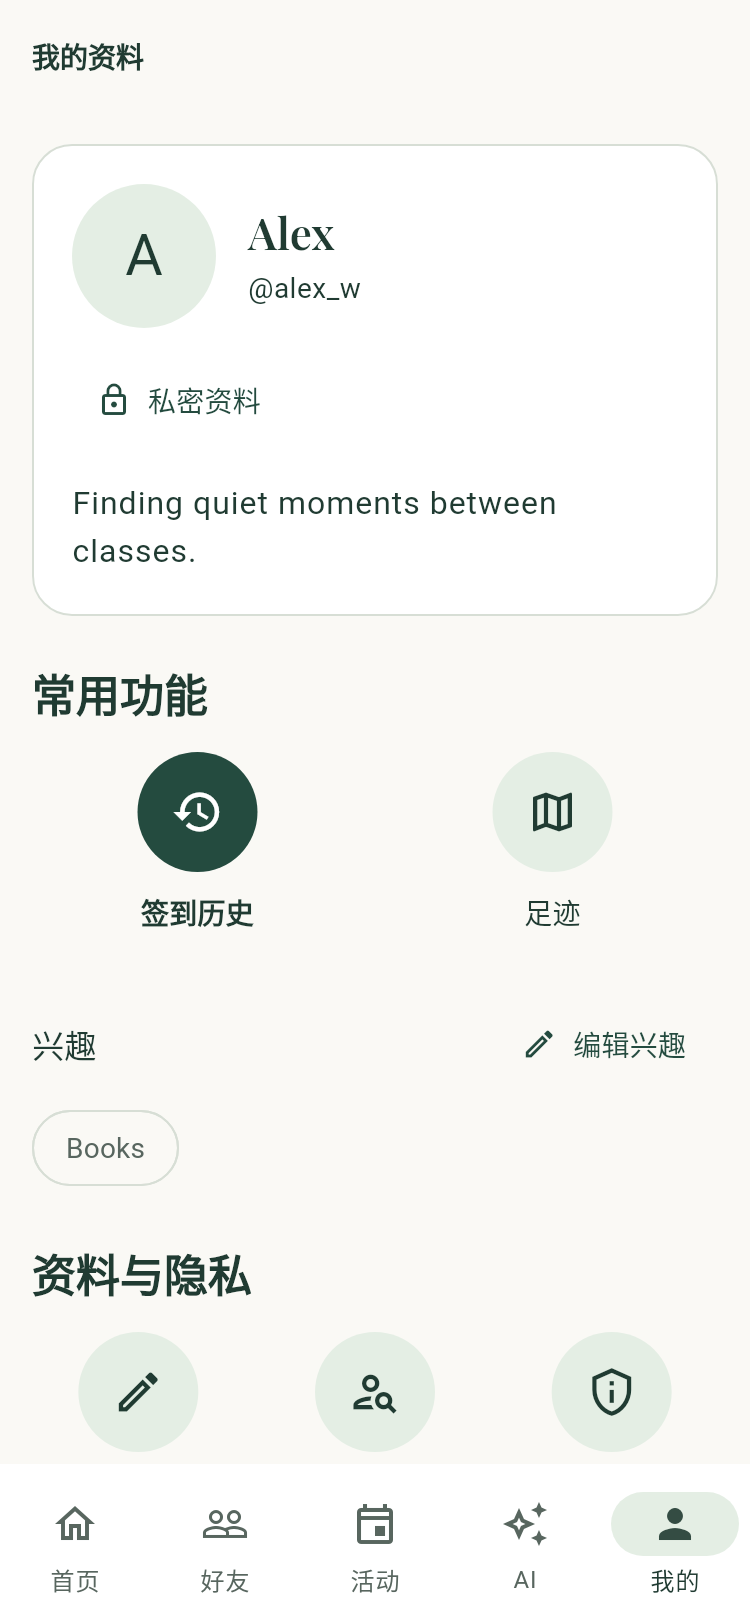 我的资料
A
Alex
@alex_w
私密资料
Finding quiet moments between
classes.
常用功能
签到历史
足迹
兴趣
编辑兴趣
Books
资料与隐私
首页
好友
活动
AI
我的